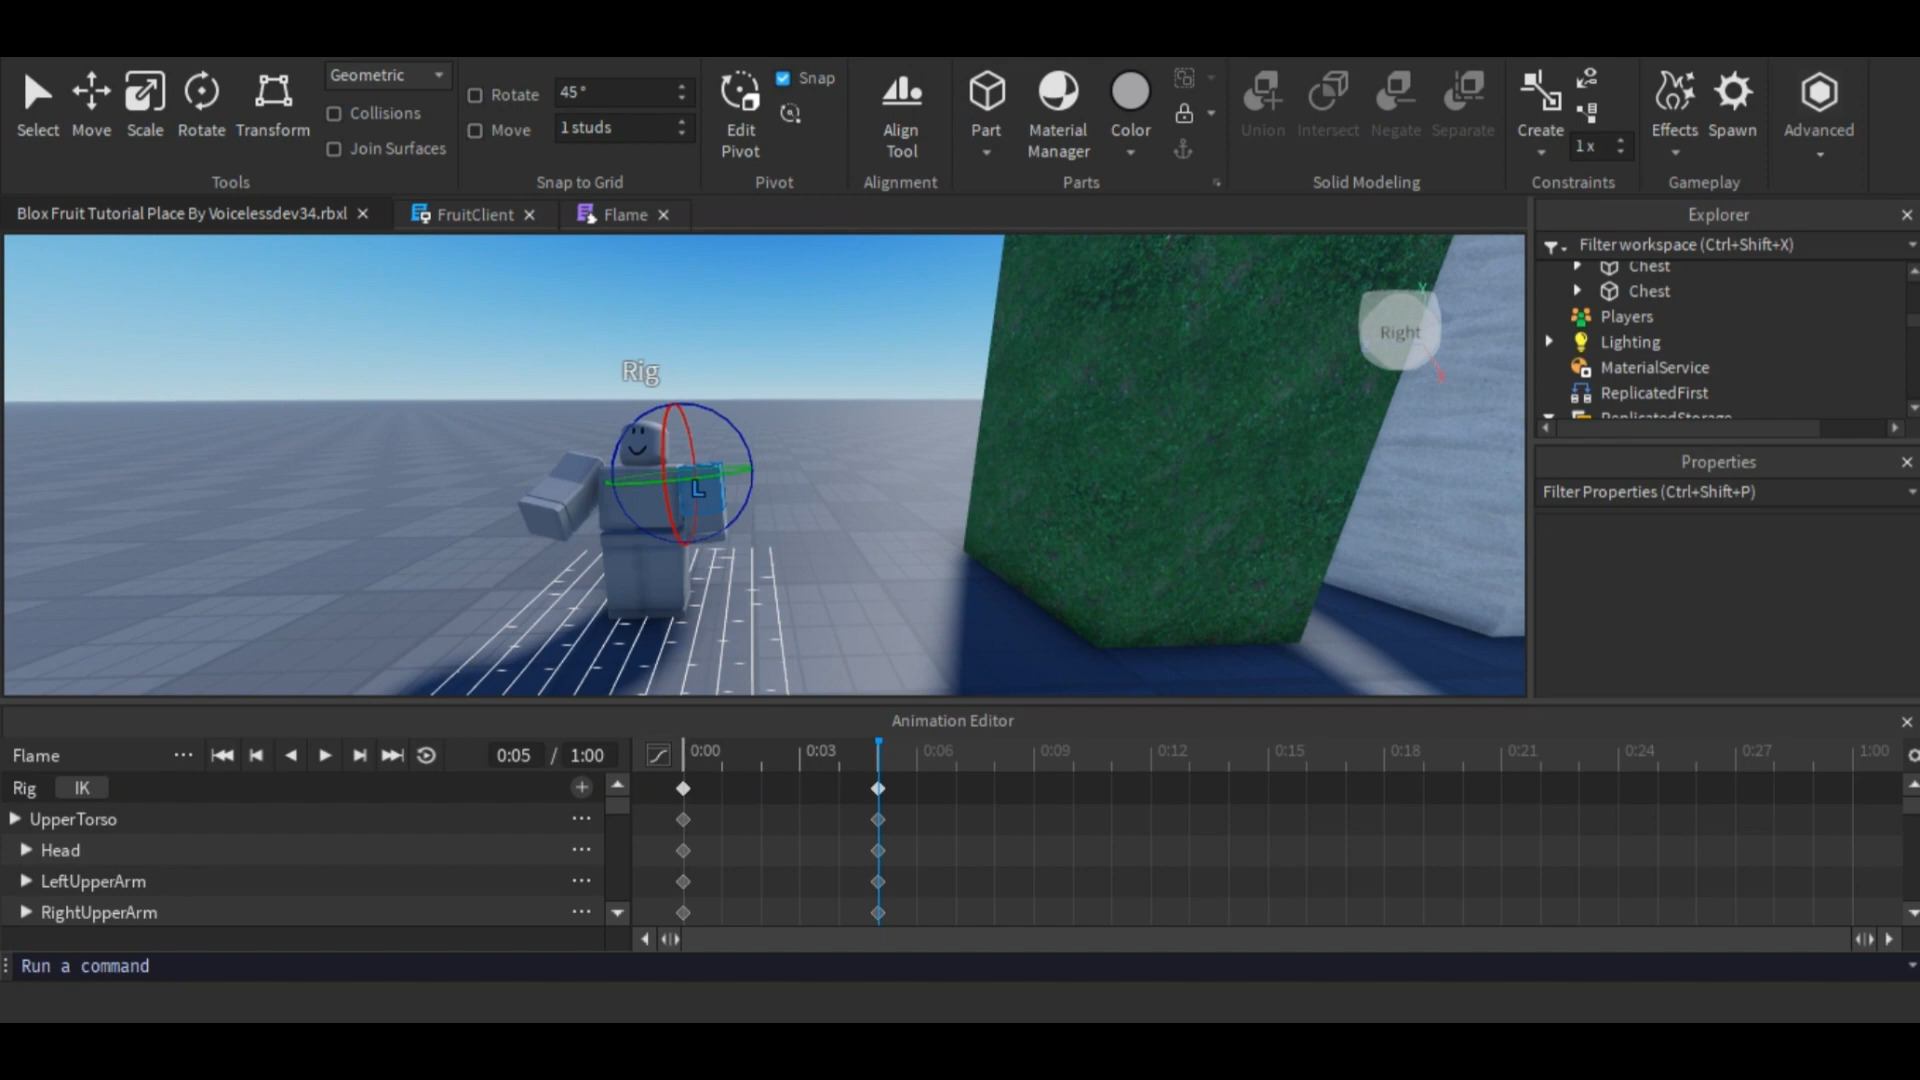 Select Move Scale Rotate Transform
Geometric
Collisions
Join Surfaces
Tools
Rotate 45°
Move 1 studs
Snap to Grid
Edit Pivot
Snap
Pivot
Align Tool
Alignment
Part
Material Manager
Color
Parts
Union Intersect Negate Separate
Solid Modeling
Create
1x
Constraints
Effects Spawn
Gameplay
Advanced
Blox Fruit Tutorial Place By Voicelessdev34.rbxl
FruitClient
Flame
Rig
L
Right
Y
Explorer
Filter workspace (Ctrl+Shift+X)
Chest
Chest
Players
Lighting
MaterialService
ReplicatedFirst
ReplicatedStorage
Properties
Filter Properties (Ctrl+Shift+P)
Animation Editor
Flame ... 0:05 / 1:00
0:00 0:03 0:06 0:09 0:12 0:15 0:18 0:21 0:24 0:27 1:00
Rig IK
UpperTorso
Head
LeftUpperArm
RightUpperArm
Run a command